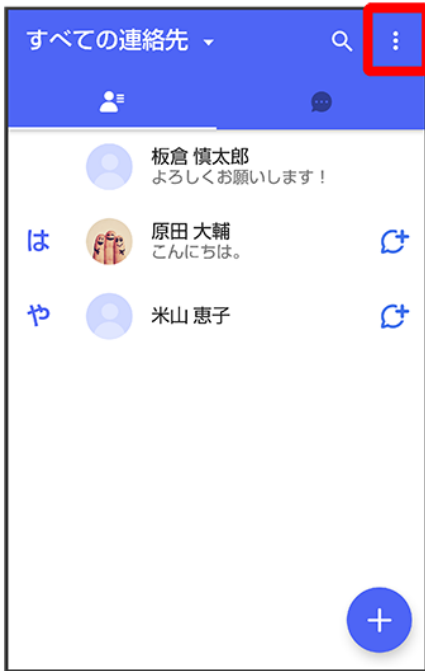 すべての連絡先
板倉 慎太郎
よろしくお願いします！
は
原田 大輔
こんにちは。
や
米山 恵子